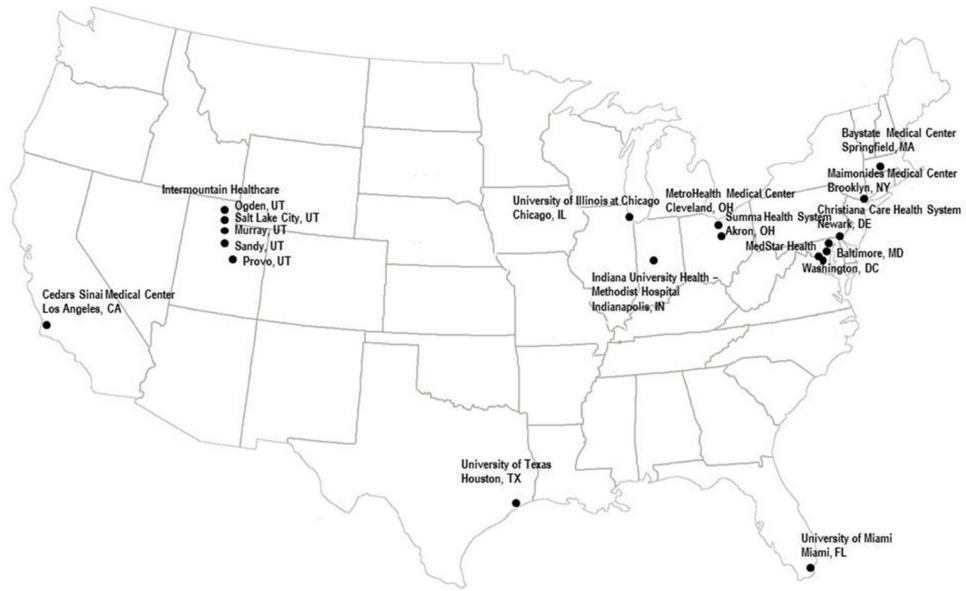 Baystate Medical Center
Springfield, MA
Maimonides Medical Center
Brooklyn, NY
Intermountain Healthcare
Ogden, UT
Salt Lake City, UT
Murray, UT
Sandy, UT
Provo, UT
University of Illinois at Chicago
Chicago, IL
MetroHealth Medical Center
Cleveland, OH
Summa Health System
Akron, OH
Christiana Care Health System
Newark, DE
MedStar Health
Baltimore, MD
Washington, DC
Indiana University Health –
Methodist Hospital
Indianapolis, IN
Cedars Sinai Medical Center
Los Angeles, CA
University of Texas
Houston, TX
University of Miami
Miami, FL